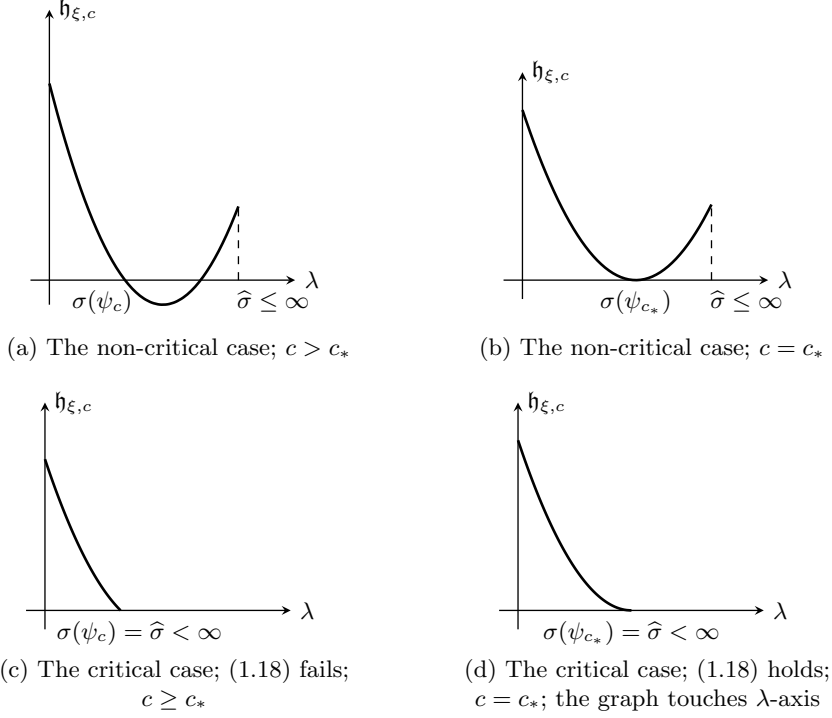 𝔥ξ,c
λ
σ(ψc)
σ̂ ≤ ∞
(a) The non-critical case; c > c∗
𝔥ξ,c
λ
σ(ψc∗)
σ̂ ≤ ∞
(b) The non-critical case; c = c∗
𝔥ξ,c
λ
σ(ψc) = σ̂ < ∞
(c) The critical case; (1.18) fails;
c ≥ c∗
𝔥ξ,c
λ
σ(ψc∗) = σ̂ < ∞
(d) The critical case; (1.18) holds;
c = c∗; the graph touches λ-axis